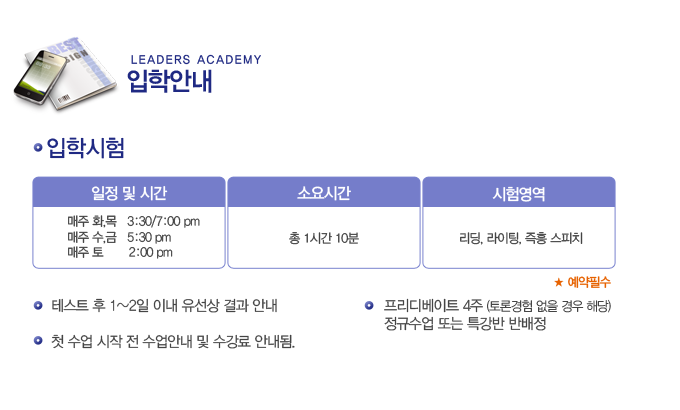 BEST
LEADERS ACADEMY
입학안내
입학시험
일정 및 시간 소요시간 시험영역
매주 화,목 3:30/7:00 pm
매주 수,금 5:30 pm
매주 토 2:00 pm
총 1시간 10분
리딩, 라이팅, 즉흥 스피치
★ 예약필수
테스트 후 1~2일 이내 유선상 결과 안내
첫 수업 시작 전 수업안내 및 수강료 안내됨.
프리디베이트 4주 (토론경험 없을 경우 해당)
정규수업 또는 특강반 반배정